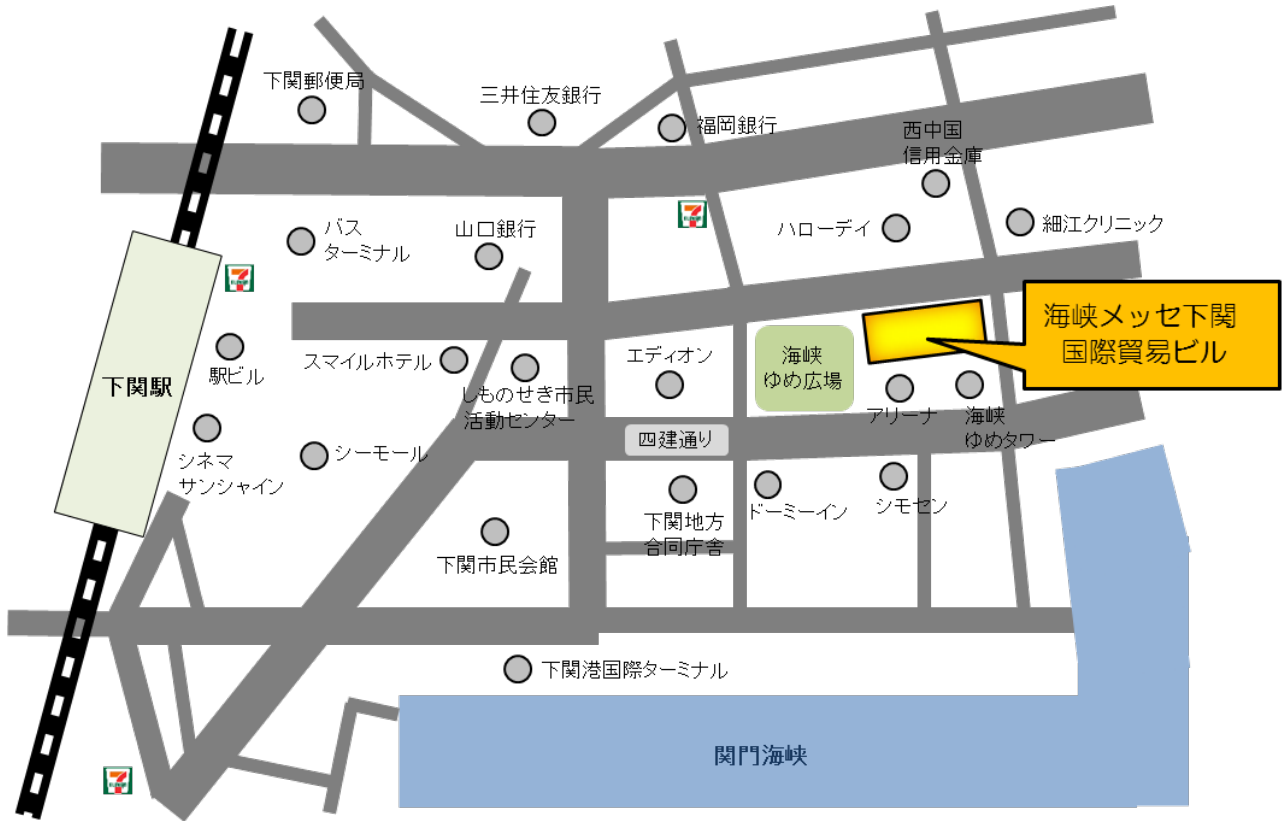 下関郵便局
三井住友銀行
福岡銀行
西中国
信用金庫
バス
ターミナル
山口銀行
ハローデイ
細江クリニック
海峡メッセ下関
国際貿易ビル
下関駅
駅ビル
スマイルホテル
しものせき市民
活動センター
エディオン
海峡
ゆめ広場
アリーナ
海峡
ゆめタワー
シネマ
サンシャイン
シーモール
四建通り
下関市民会館
下関地方
合同庁舎
ドーミーイン
シモセン
下関港国際ターミナル
関門海峡